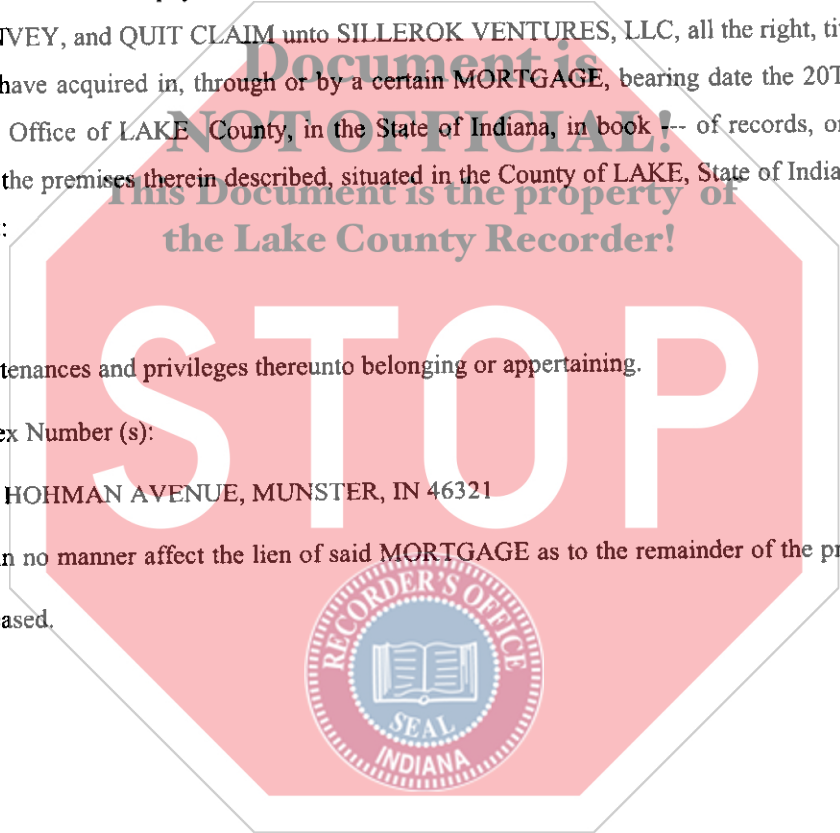 NVEY, and QUIT CLAIM unto SILLEROK VENTURES, LLC, all the right, ti
have acquired in, through or by a certain MORTGAGE, bearing date the 20T
Document is
Office of LAKE County, in the State of Indiana, in book --- of records, o
NOT OFFICIAL!
the premises therein described, situated in the County of LAKE, State of India
This Document is the property of
:
the Lake County Recorder!
STOP
tenances and privileges thereunto belonging or appertaining.
ex Number (s):
HOHMAN AVENUE, MUNSTER, IN 46321
n no manner affect the lien of said MORTGAGE as to the remainder of the pr
eased.
RECORDER'S OFFICE
SEAL
INDIANA